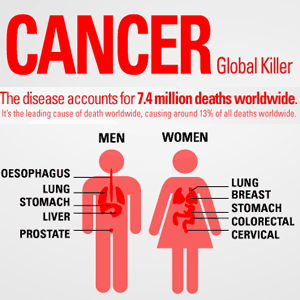 CANCER Global Killer
The disease accounts for 7.4 million deaths worldwide.
It's the leading cause of death worldwide, causing around 13% of all deaths worldwide.
MEN
OESOPHAGUS
LUNG
STOMACH
LIVER
PROSTATE
WOMEN
LUNG
BREAST
STOMACH
COLORECTAL
CERVICAL